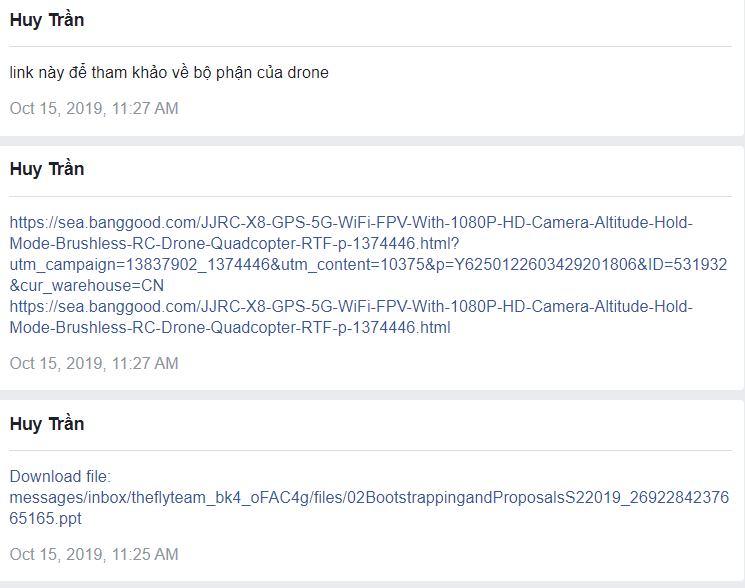 Huy Trần
link này để tham khảo về bộ phận của drone
Oct 15, 2019, 11:27 AM
Huy Trần
https://sea.banggood.com/JJRC-X8-GPS-5G-WiFi-FPV-With-1080P-HD-Camera-Altitude-Hold-
Mode-Brushless-RC-Drone-Quadcopter-RTF-p-1374446.html?
utm_campaign=13837902_1374446&utm_content=10375&p=Y6250122603429201806&ID=531932
&cur_warehouse=CN
https://sea.banggood.com/JJRC-X8-GPS-5G-WiFi-FPV-With-1080P-HD-Camera-Altitude-Hold-
Mode-Brushless-RC-Drone-Quadcopter-RTF-p-1374446.html
Oct 15, 2019, 11:27 AM
Huy Trần
Download file:
messages/inbox/theflyteam_bk4_oFAC4g/files/02BootstrappingandProposalsS22019_26922842376
65165.ppt
Oct 15, 2019, 11:25 AM